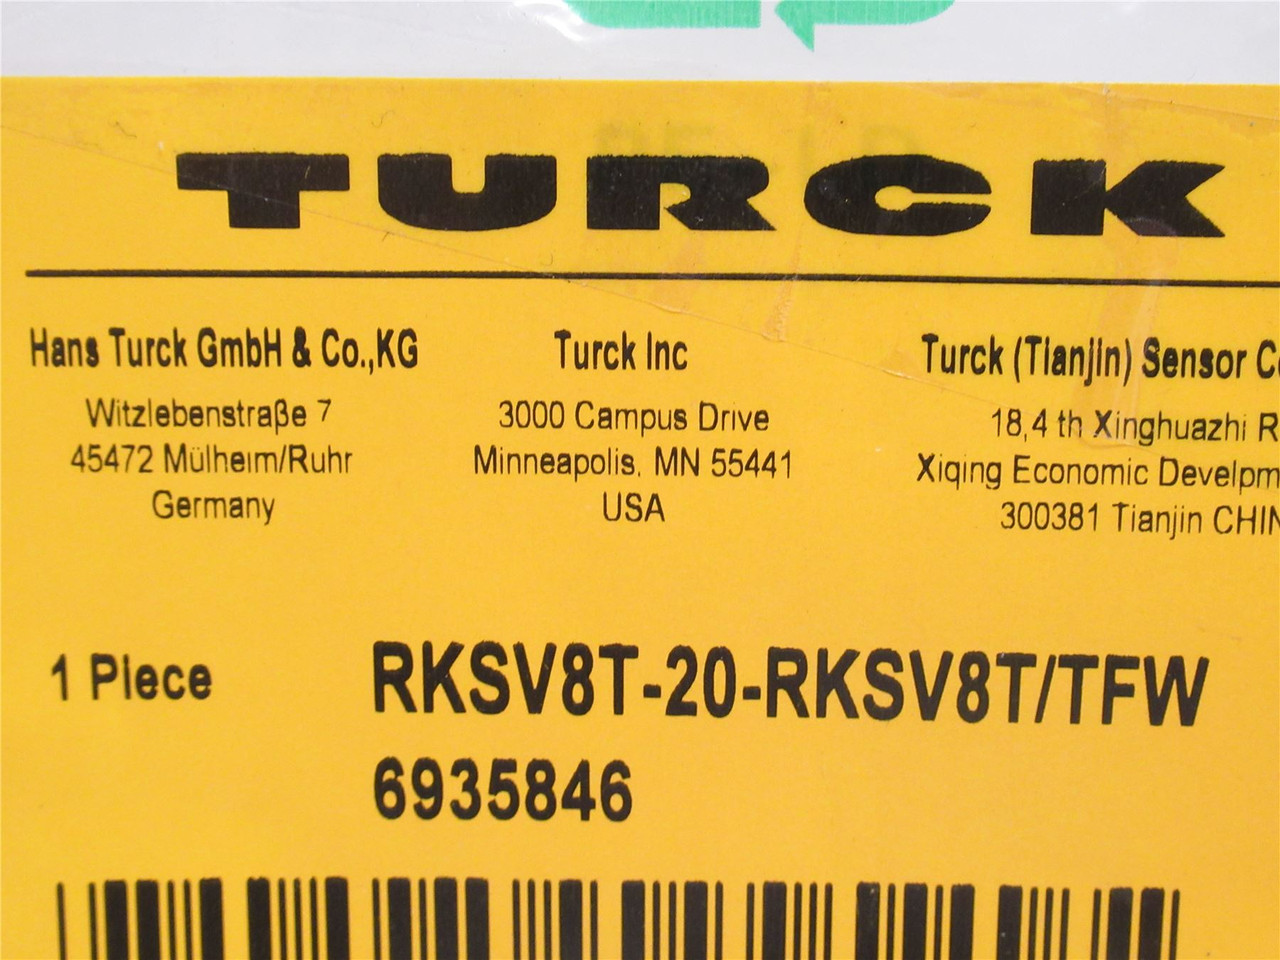 TURCK
Hans Turck GmbH & Co.,KG
Witzlebenstraße 7
45472 Mülheim/Ruhr
Germany
Turck Inc
3000 Campus Drive
Minneapolis, MN 55441
USA
Turck (Tianjin) Sensor
18,4 th Xinghuazhi
Xiqing Economic
300381 Tianjin
1 Piece
RKSV8T-20-RKSV8T/TFW
6935846